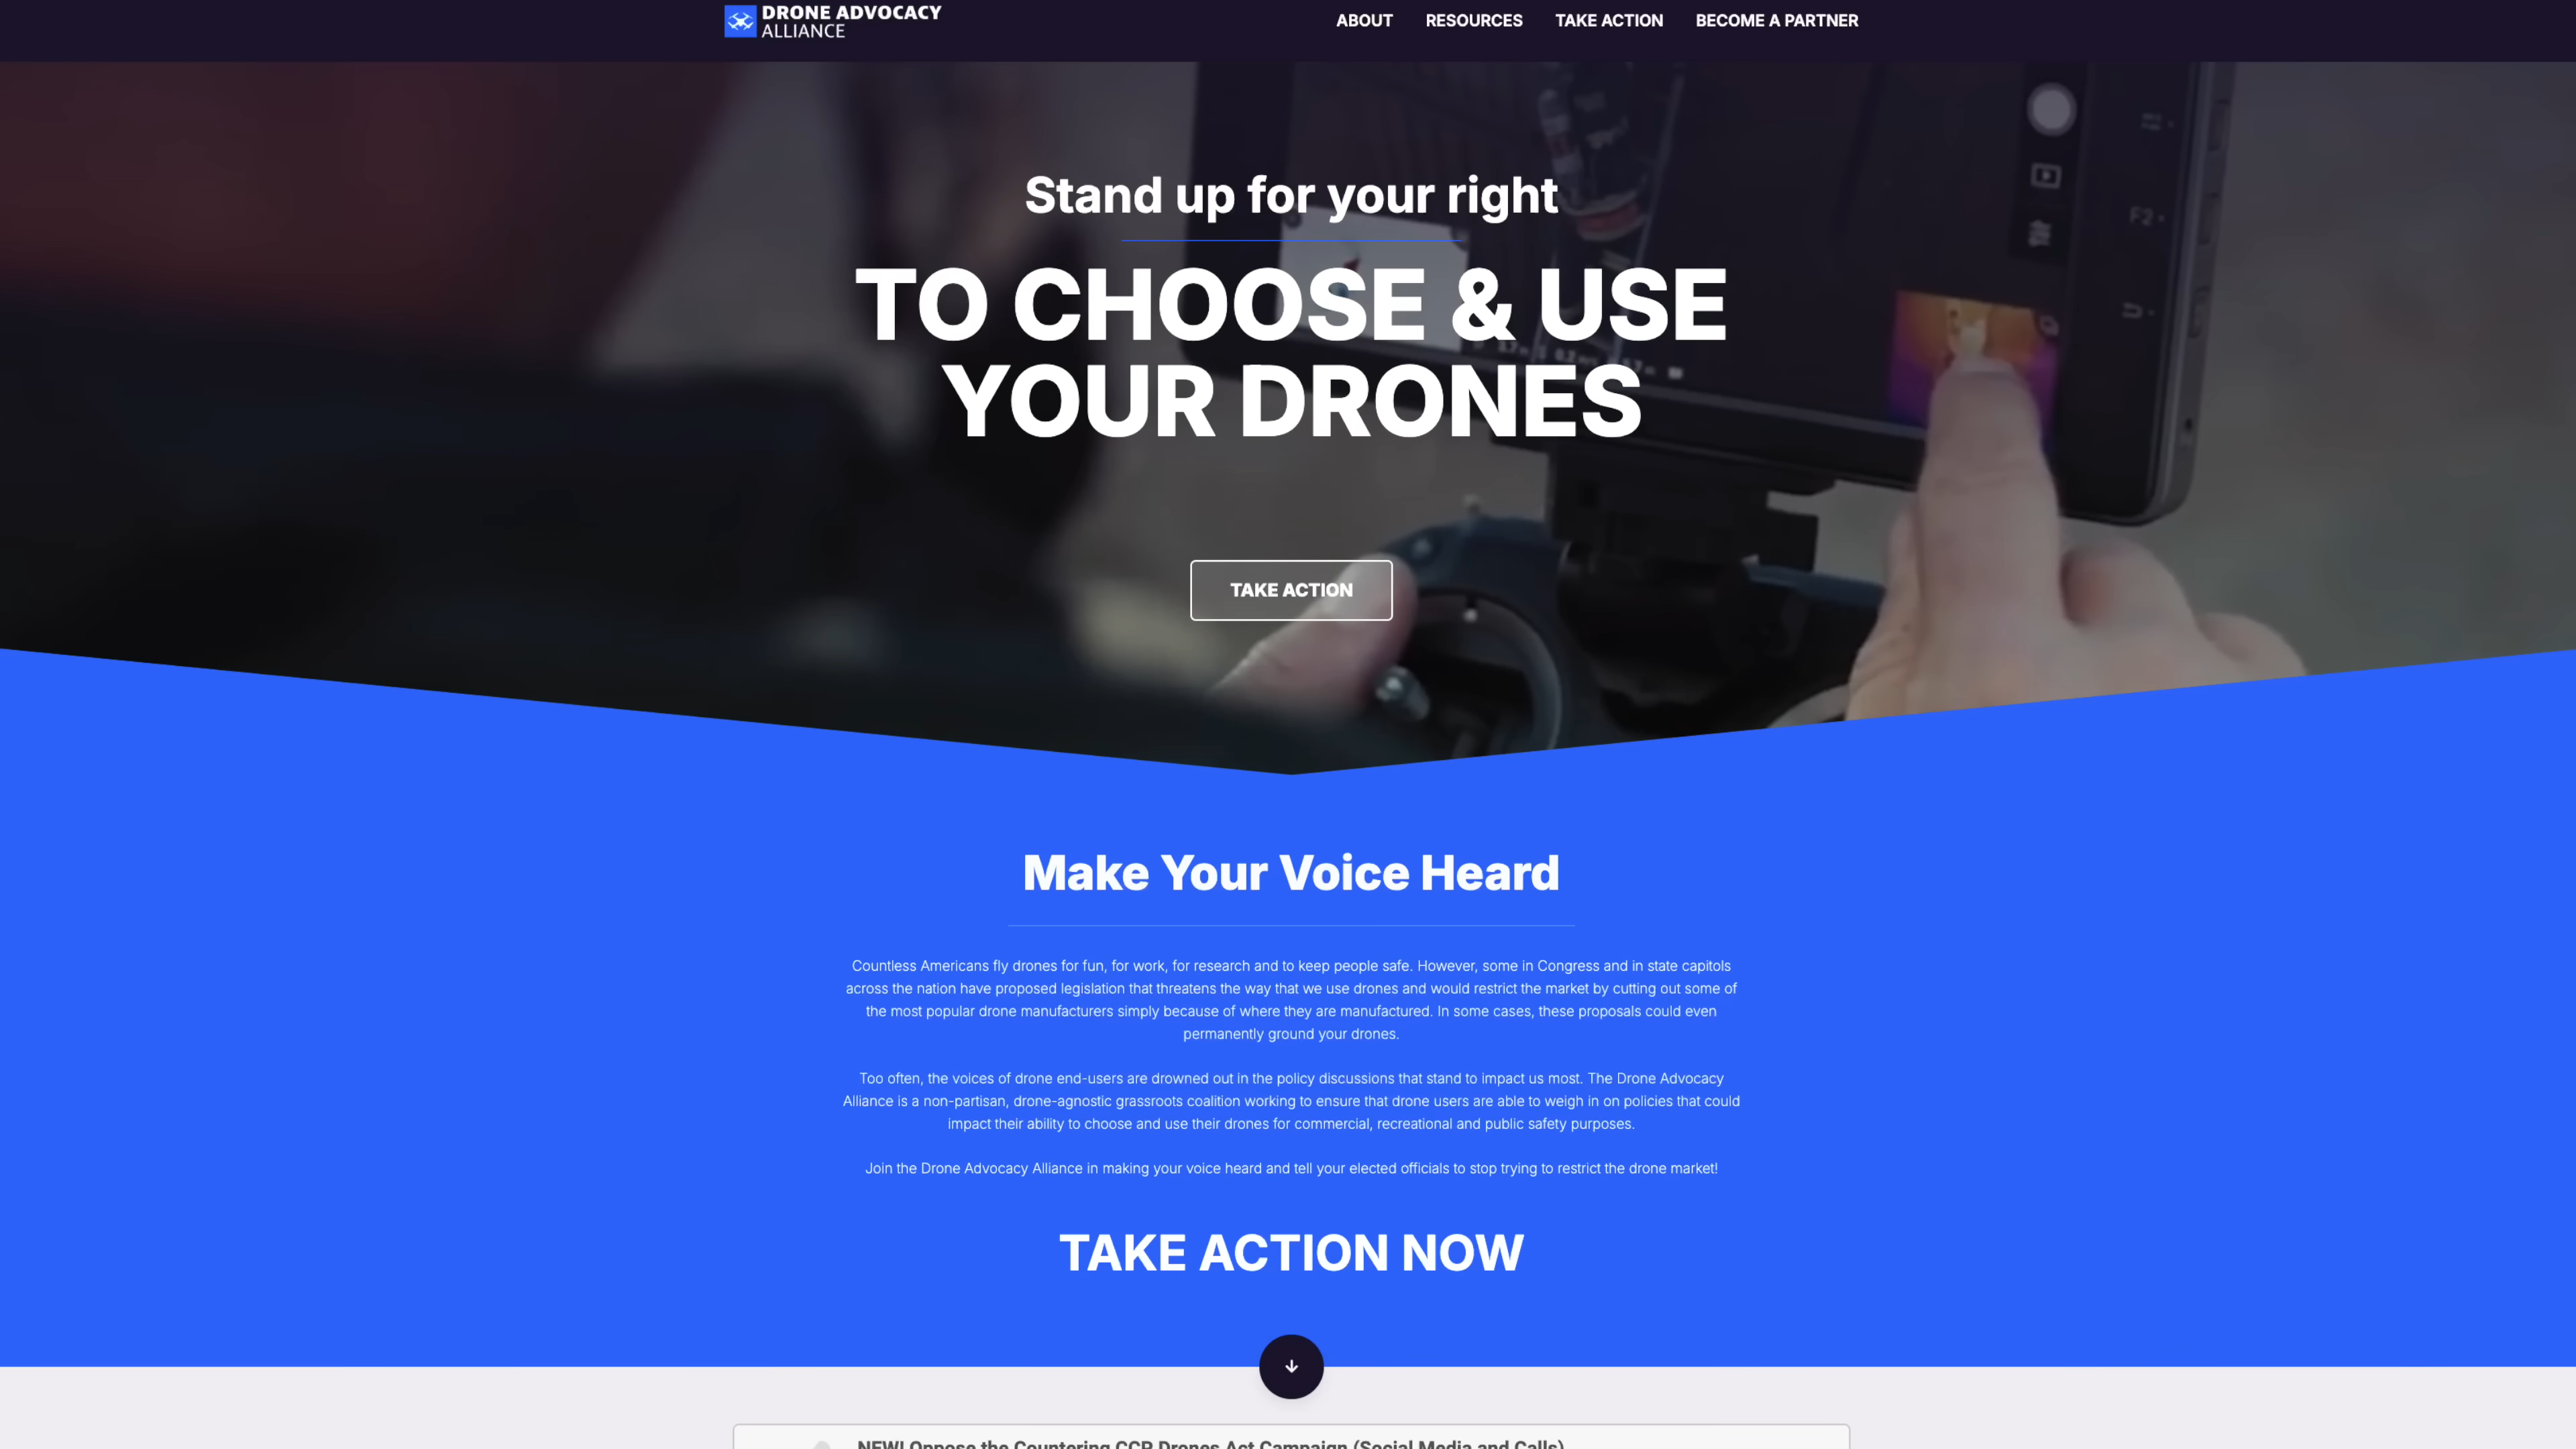 DRONE ADVOCACY
ALLIANCE
ABOUT RESOURCES TAKE ACTION BECOME A PARTNER
Stand up for your right
TO CHOOSE & USE
YOUR DRONES
F2
TAKE ACTION
Make Your Voice Heard
Countless Americans fly drones for fun, for work, for research and to keep people safe. However, some in Congress and in state capitols
across the nation have proposed legislation that threatens the way that we use drones and would restrict the market by cutting out some of
the most popular drone manufacturers simply because of where they are manufactured. In some cases, these proposals could even
permanently ground your drones.
Too often, the voices of drone end-users are drowned out in the policy discussions that stand to impact us most. The Drone Advocacy
Alliance is a non-partisan, drone-agnostic grassroots coalition working to ensure that drone users are able to weigh in on policies that could
impact their ability to choose and use their drones for commercial, recreational and public safety purposes.
Join the Drone Advocacy Alliance in making your voice heard and tell your elected officials to stop trying to restrict the drone market!
TAKE ACTION NOW
NEW! Oppose the Countering CCP Drones Act Campaign (Social Media and Calls)